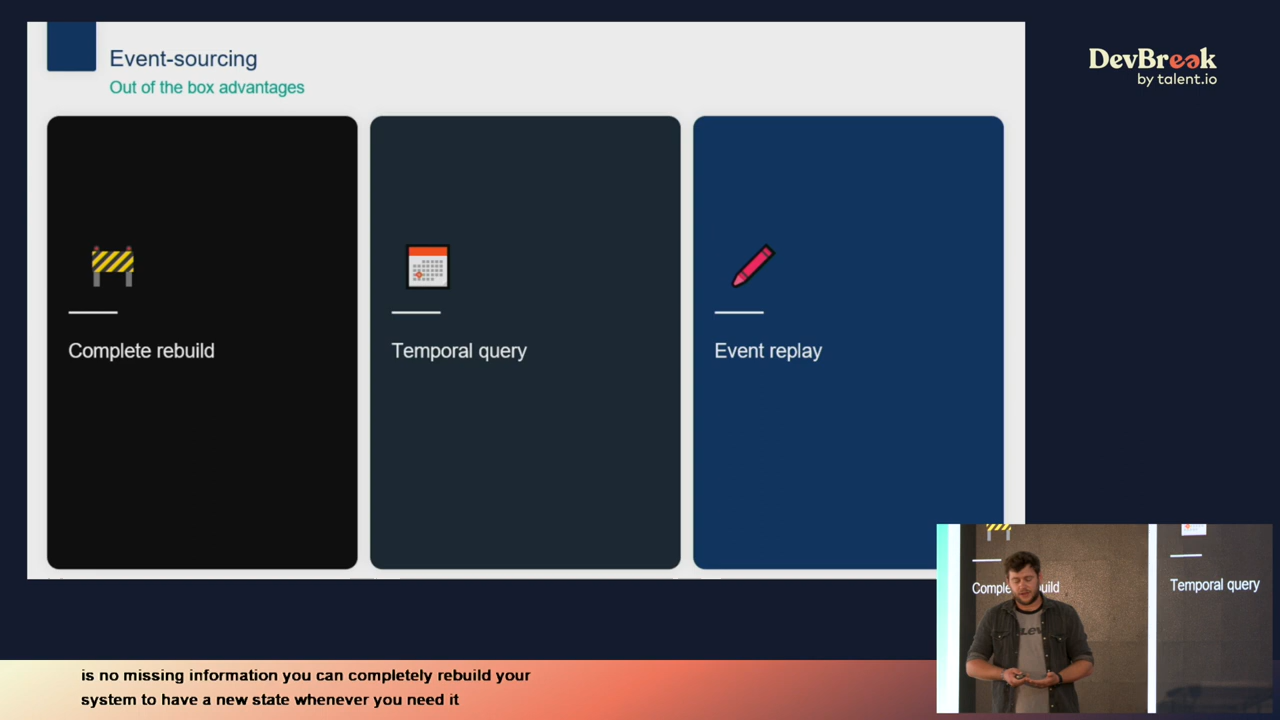 Event-sourcing
Out of the box advantages
DevBreak
by talent.io
Complete rebuild
Temporal query
Event replay
Temporal query
is no missing information you can completely rebuild your
system to have a new state whenever you need it